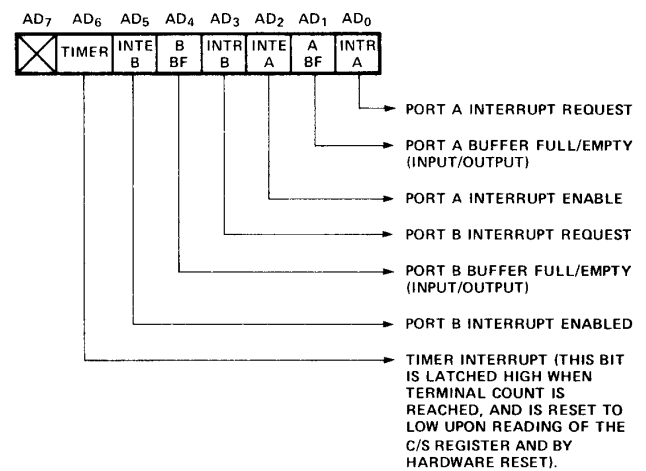 AD7 AD6 AD5 AD4 AD3 AD2 AD1 AD0
TIMER INTE B B BF INTR B INTE A A BF INTR A
PORT A INTERRUPT REQUEST
PORT A BUFFER FULL/EMPTY
(INPUT/OUTPUT)
PORT A INTERRUPT ENABLE
PORT B INTERRUPT REQUEST
PORT B BUFFER FULL/EMPTY
(INPUT/OUTPUT)
PORT B INTERRUPT ENABLED
TIMER INTERRUPT (THIS BIT
IS LATCHED HIGH WHEN
TERMINAL COUNT IS
REACHED, AND IS RESET TO
LOW UPON READING OF THE
C/S REGISTER AND BY
HARDWARE RESET).